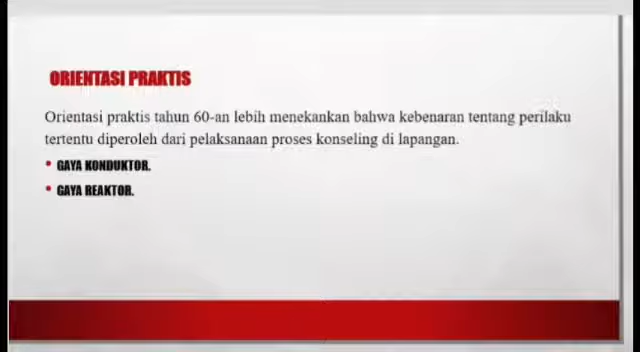 ORIENTASI PRAKTIS
Orientasi praktis tahun 60-an lebih menekankan bahwa kebenaran tentang perilaku
tertentu diperoleh dari pelaksanaan proses konseling di lapangan.
• GAYA KONDUKTOR.
• GAYA REAKTOR.